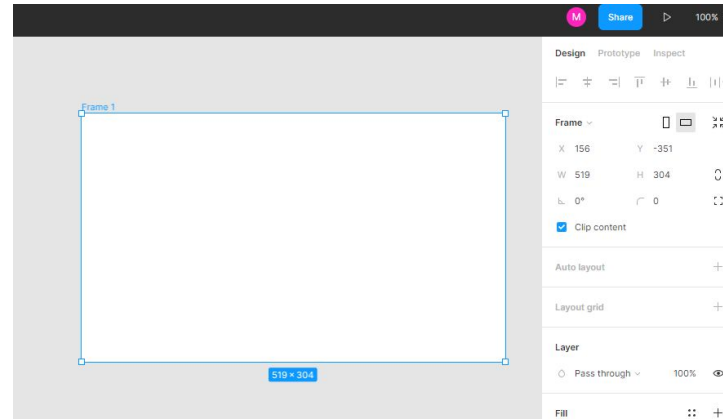 M Share 100%
Design Prototype Inspect
Frame 1
Frame
X 156 Y -351
W 519 H 304
0° 0
Clip content
Auto layout
Layout grid
Layer
Pass through 100%
519 × 304
Fill